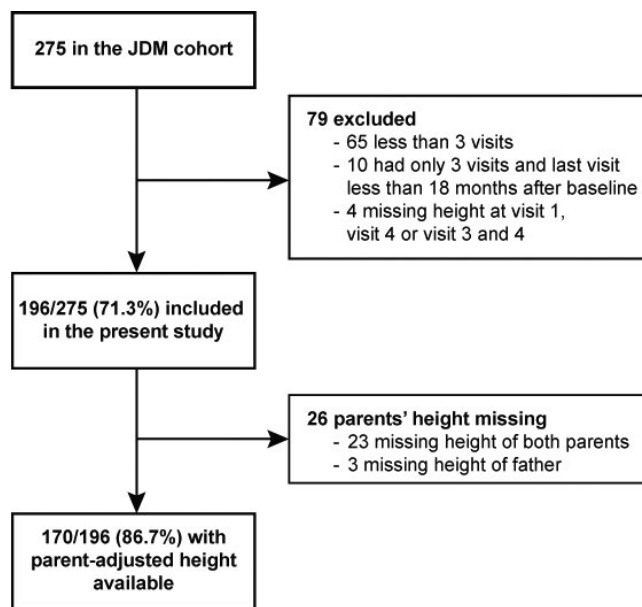 275 in the JDM cohort
79 excluded
- 65 less than 3 visits
- 10 had only 3 visits and last visit
less than 18 months after baseline
- 4 missing height at visit 1,
visit 4 or visit 3 and 4
196/275 (71.3%) included
in the present study
26 parents’ height missing
- 23 missing height of both parents
- 3 missing height of father
170/196 (86.7%) with
parent-adjusted height
available